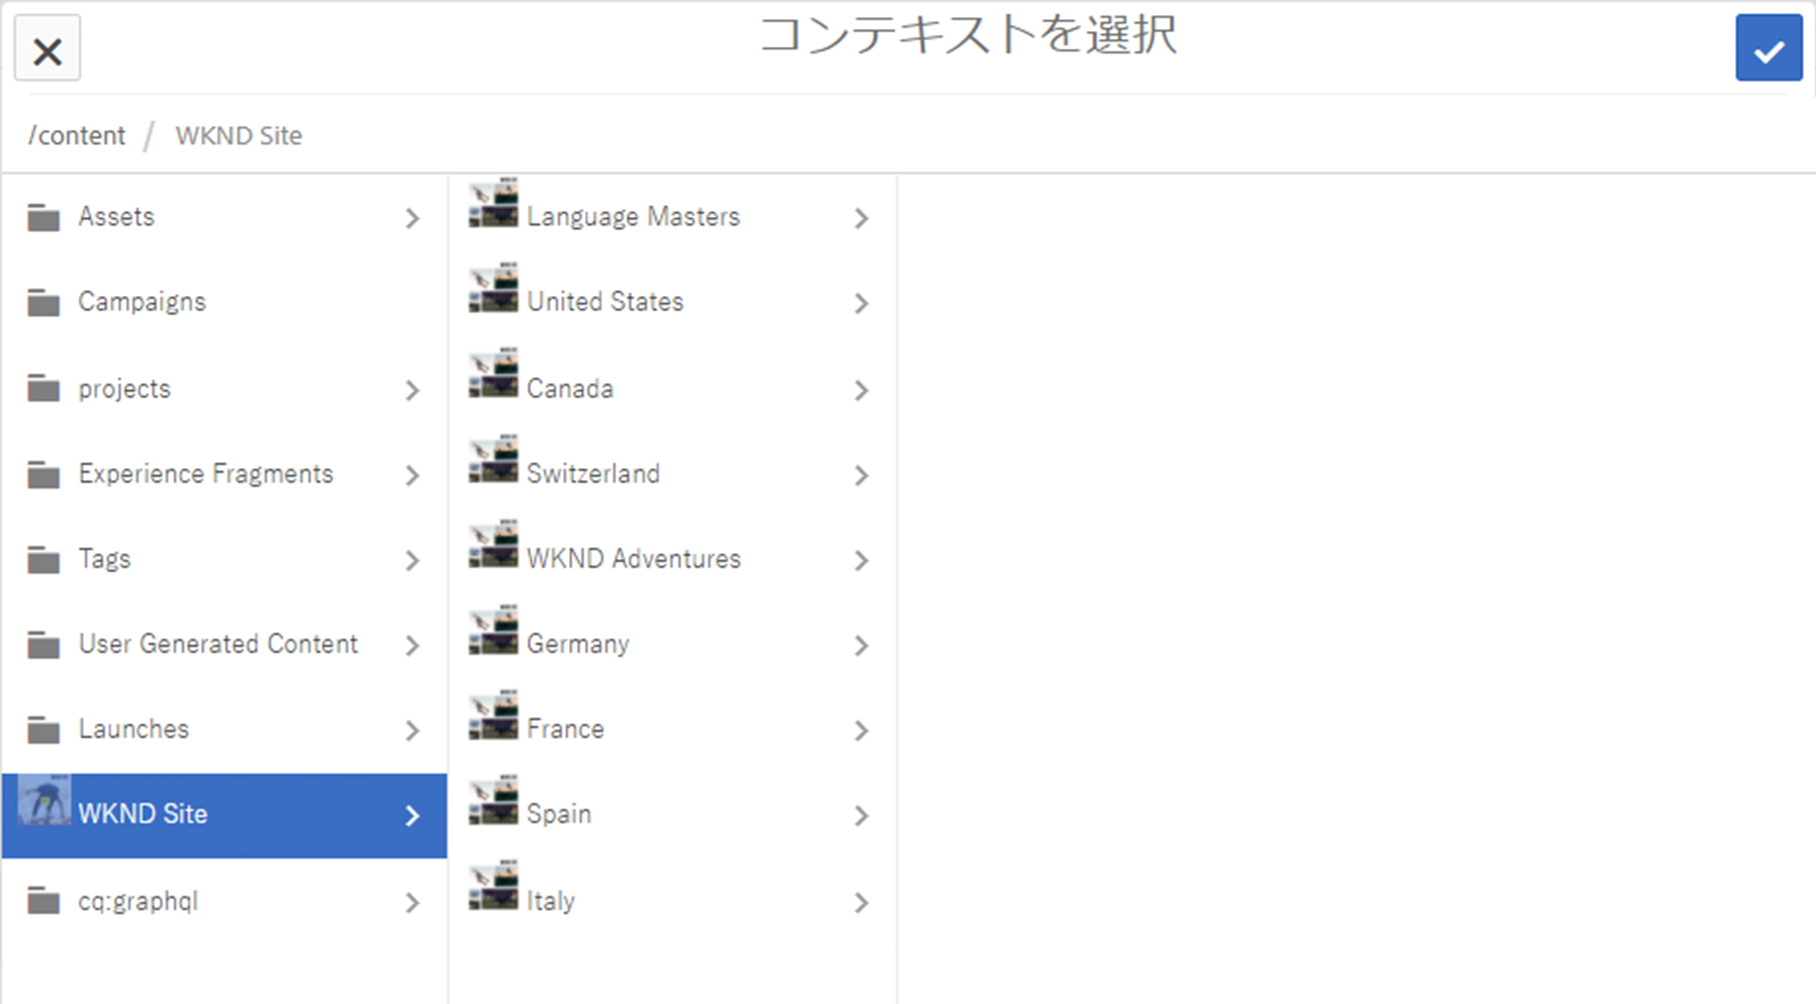 コンテキストを選択
/content / WKND Site
Assets
Campaigns
projects
Experience Fragments
Tags
User Generated Content
Launches
WKND Site
cq:graphql
Language Masters
United States
Canada
Switzerland
WKND Adventures
Germany
France
Spain
Italy